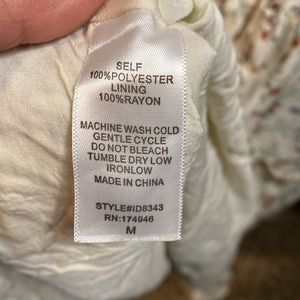 SELF
100%POLYESTER
LINING
100%RAYON
MACHINE WASH COLD
GENTLE CYCLE
DO NOT BLEACH
TUMBLE DRY LOW
IRONLOW
MADE IN CHINA
STYLE#ID8343
RN:174946
M